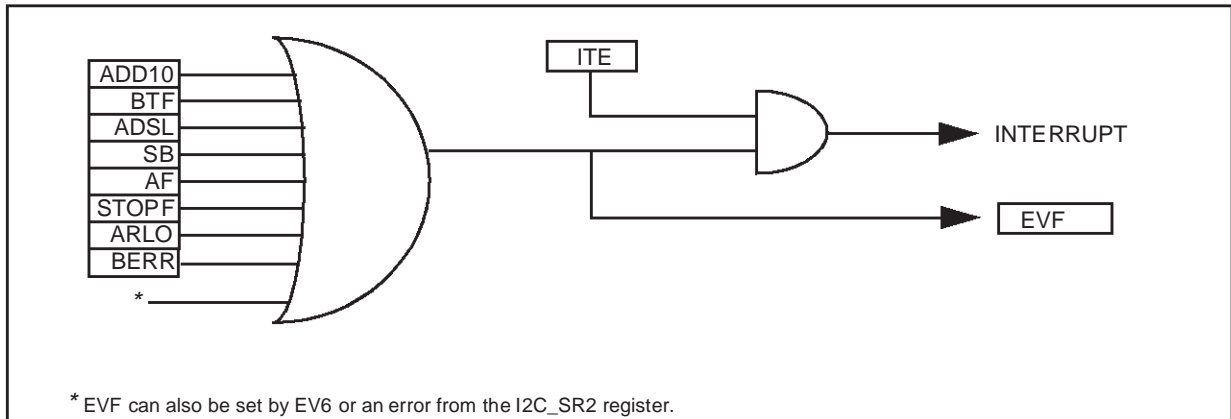 ITE
ADD10
BTF
ADSL
SB
AF
STOPF
ARLO
BERR
*
INTERRUPT
EVF
* EVF can also be set by EV6 or an error from the I2C_SR2 register.